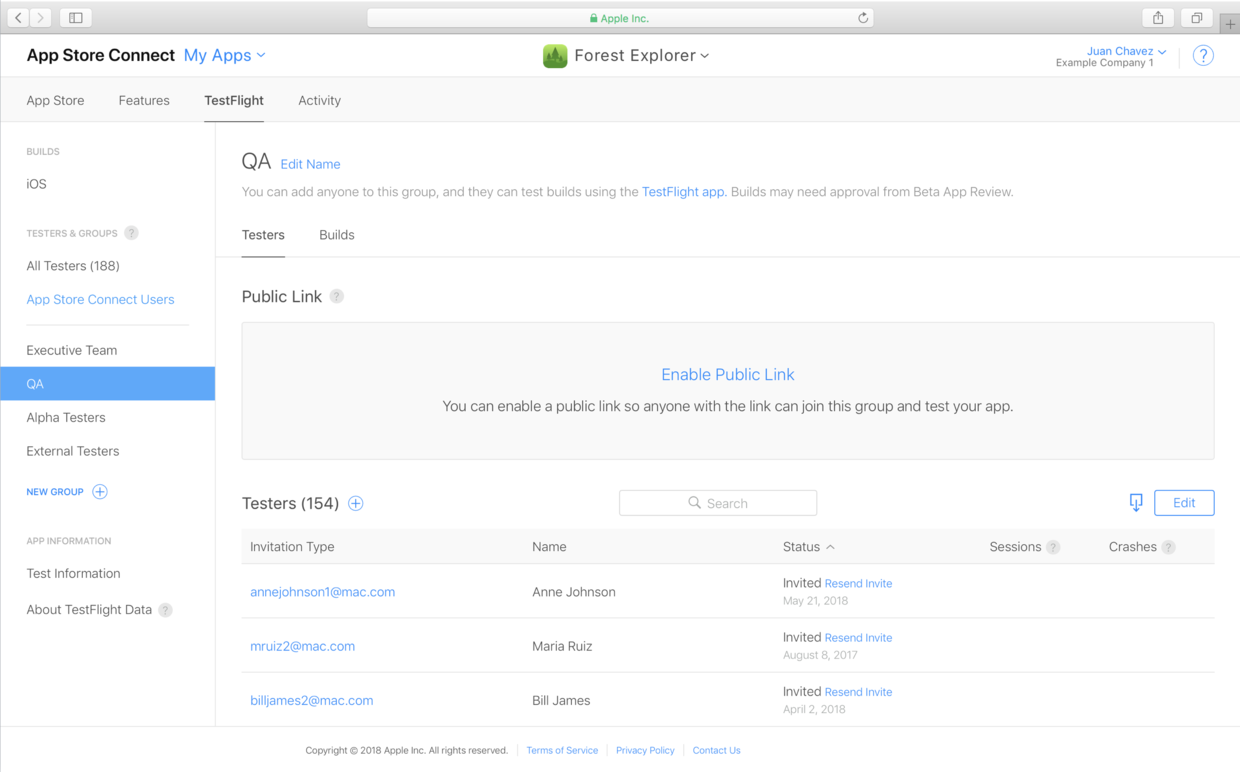 Apple Inc.
App Store Connect My Apps
Forest Explorer
Juan Chavez
Example Company 1
?
App Store Features TestFlight Activity
BUILDS
iOS
TESTERS & GROUPS ?
All Testers (188)
App Store Connect Users
Executive Team
QA
Alpha Testers
External Testers
NEW GROUP
APP INFORMATION
Test Information
About TestFlight Data ?
QA Edit Name
You can add anyone to this group, and they can test builds using the TestFlight app. Builds may need approval from Beta App Review.
Testers Builds
Public Link ?
Enable Public Link
You can enable a public link so anyone with the link can join this group and test your app.
Testers (154)
Search
Edit
Invitation Type Name Status Sessions ? Crashes ?
annejohnson1@mac.com Anne Johnson Invited Resend Invite
May 21, 2018
mruiz2@mac.com Maria Ruiz Invited Resend Invite
August 8, 2017
billjames2@mac.com Bill James Invited Resend Invite
April 2, 2018
Copyright © 2018 Apple Inc. All rights reserved. Terms of Service Privacy Policy Contact Us